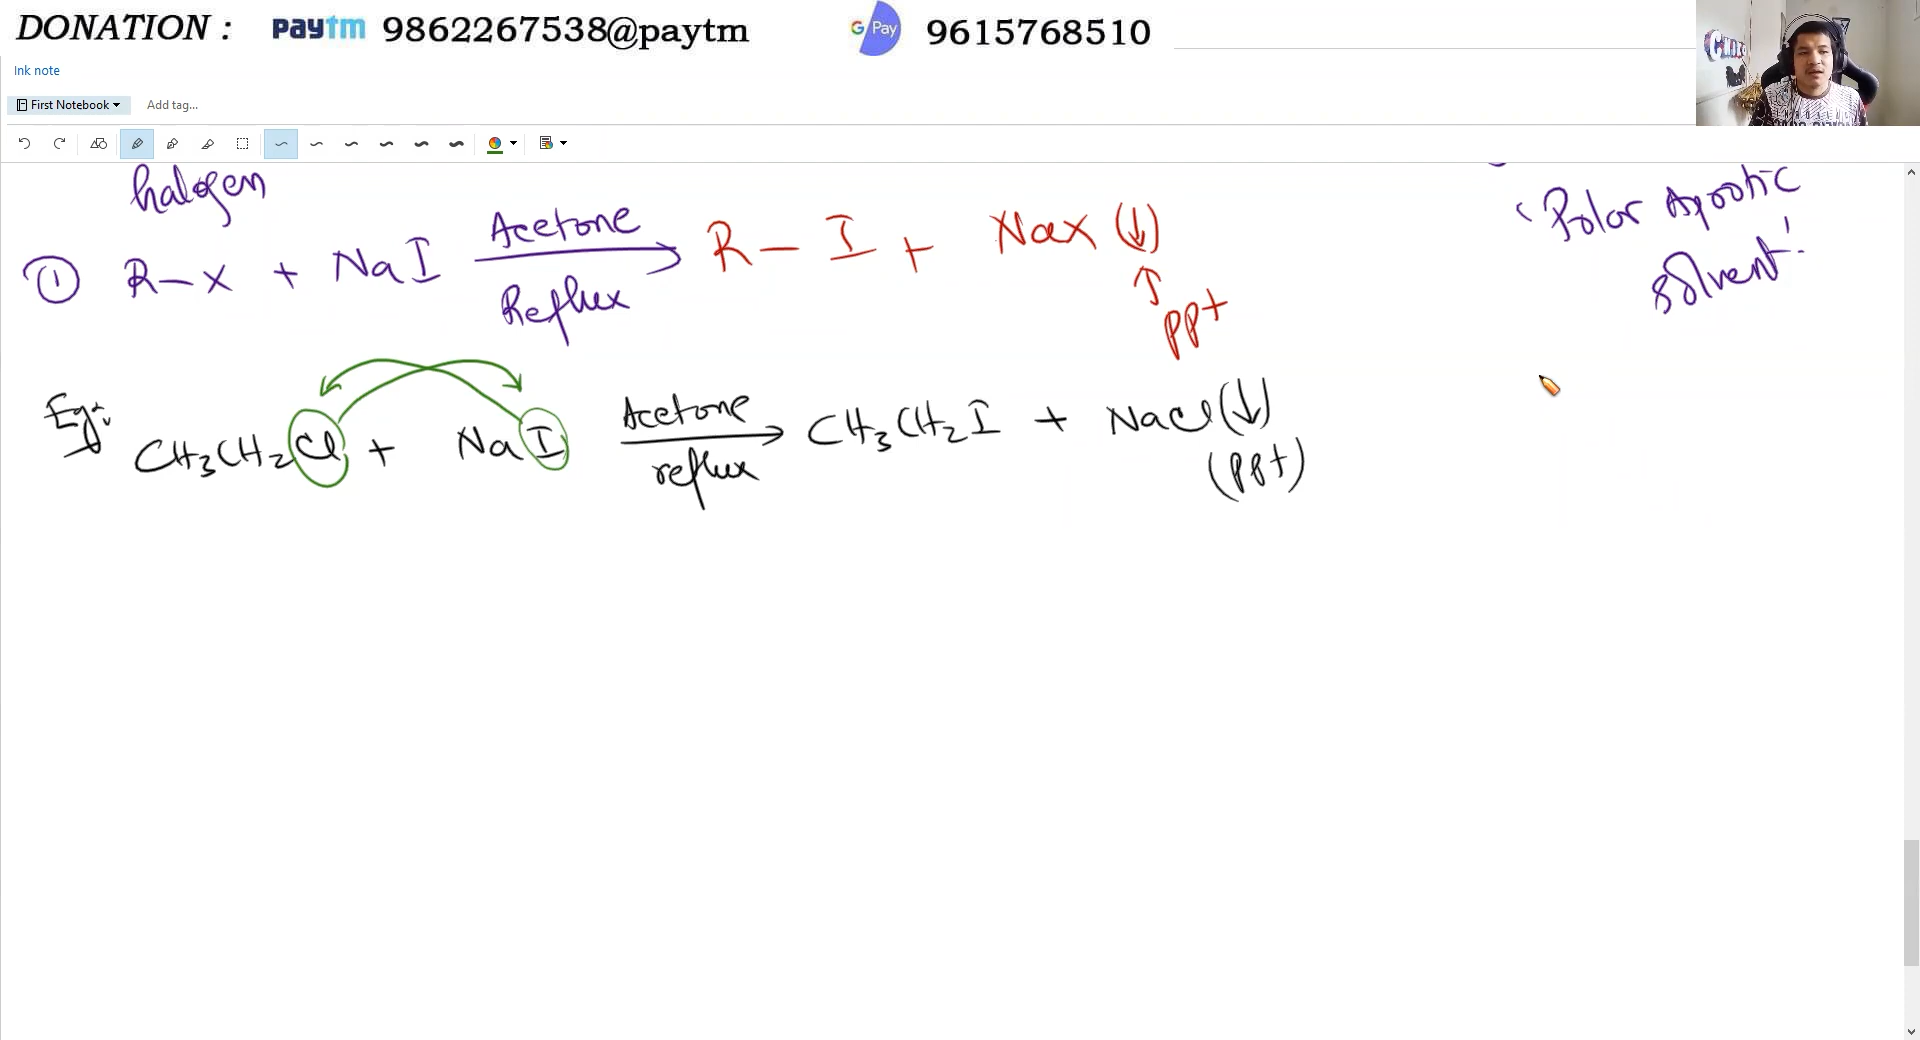 DONATION : paytm 9862267538@paytm G Pay 9615768510
Ink note
First Notebook Add tag...
halogen
① R-X + NaI Acetone Reflux → R-I + NaX (↓)
↑
ppt
'Polar Aprotic
solvent'
Eg:- CH₃CH₂Cl + NaI Acetone reflux → CH₃CH₂I + NaCl(↓)
(ppt)